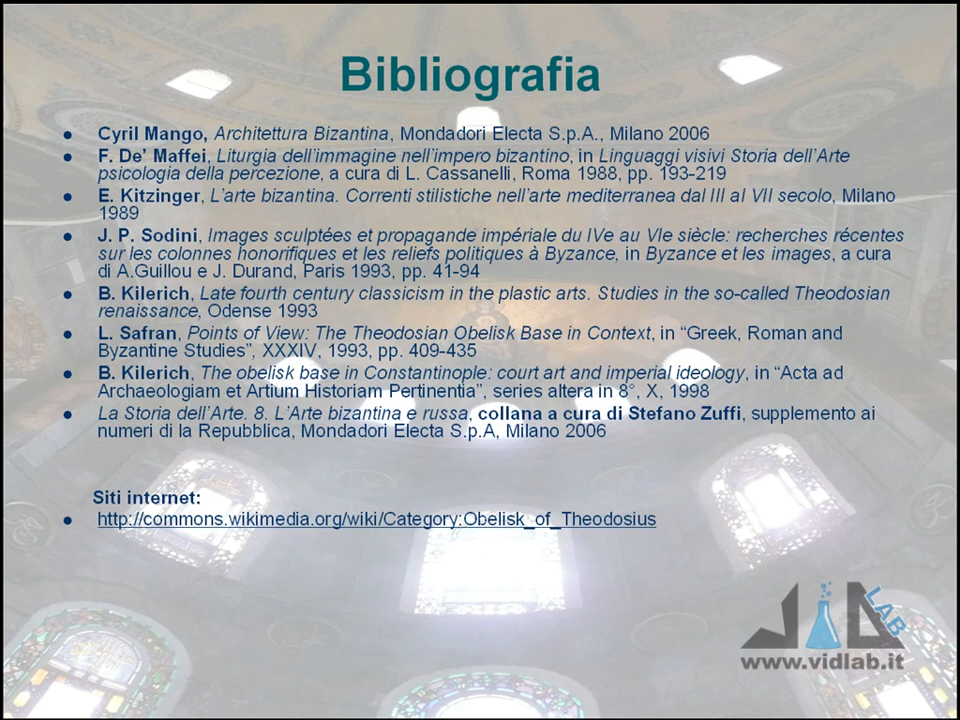 Bibliografia
● Cyril Mango, Architettura Bizantina, Mondadori Electa S.p.A., Milano 2006
● F. De' Maffei, Liturgia dell'immagine nell'impero bizantino, in Linguaggi visivi Storia dell'Arte
psicologia della percezione, a cura di L. Cassanelli, Roma 1988, pp. 193-219
● E. Kitzinger, L'arte bizantina. Correnti stilistiche nell'arte mediterranea dal III al VII secolo, Milano
1989
● J. P. Sodini, Images sculptées et propagande impériale du IVe au VIe siècle: recherches récentes
sur les colonnes honorifiques et les reliefs politiques à Byzance, in Byzance et les images, a cura
di A.Guillou e J. Durand, Paris 1993, pp. 41-94
● B. Kilerich, Late fourth century classicism in the plastic arts. Studies in the so-called Theodosian
renaissance, Odense 1993
● L. Safran, Points of View: The Theodosian Obelisk Base in Context, in “Greek, Roman and
Byzantine Studies”, XXXIV, 1993, pp. 409-435
● B. Kilerich, The obelisk base in Constantinople: court art and imperial ideology, in “Acta ad
Archaeologiam et Artium Historiam Pertinentia”, series altera in 8°, X, 1998
● La Storia dell'Arte. 8. L'Arte bizantina e russa, collana a cura di Stefano Zuffi, supplemento ai
numeri di la Repubblica, Mondadori Electa S.p.A, Milano 2006
Siti internet:
● http://commons.wikimedia.org/wiki/Category:Obelisk_of_Theodosius
VID LAB
www.vidlab.it